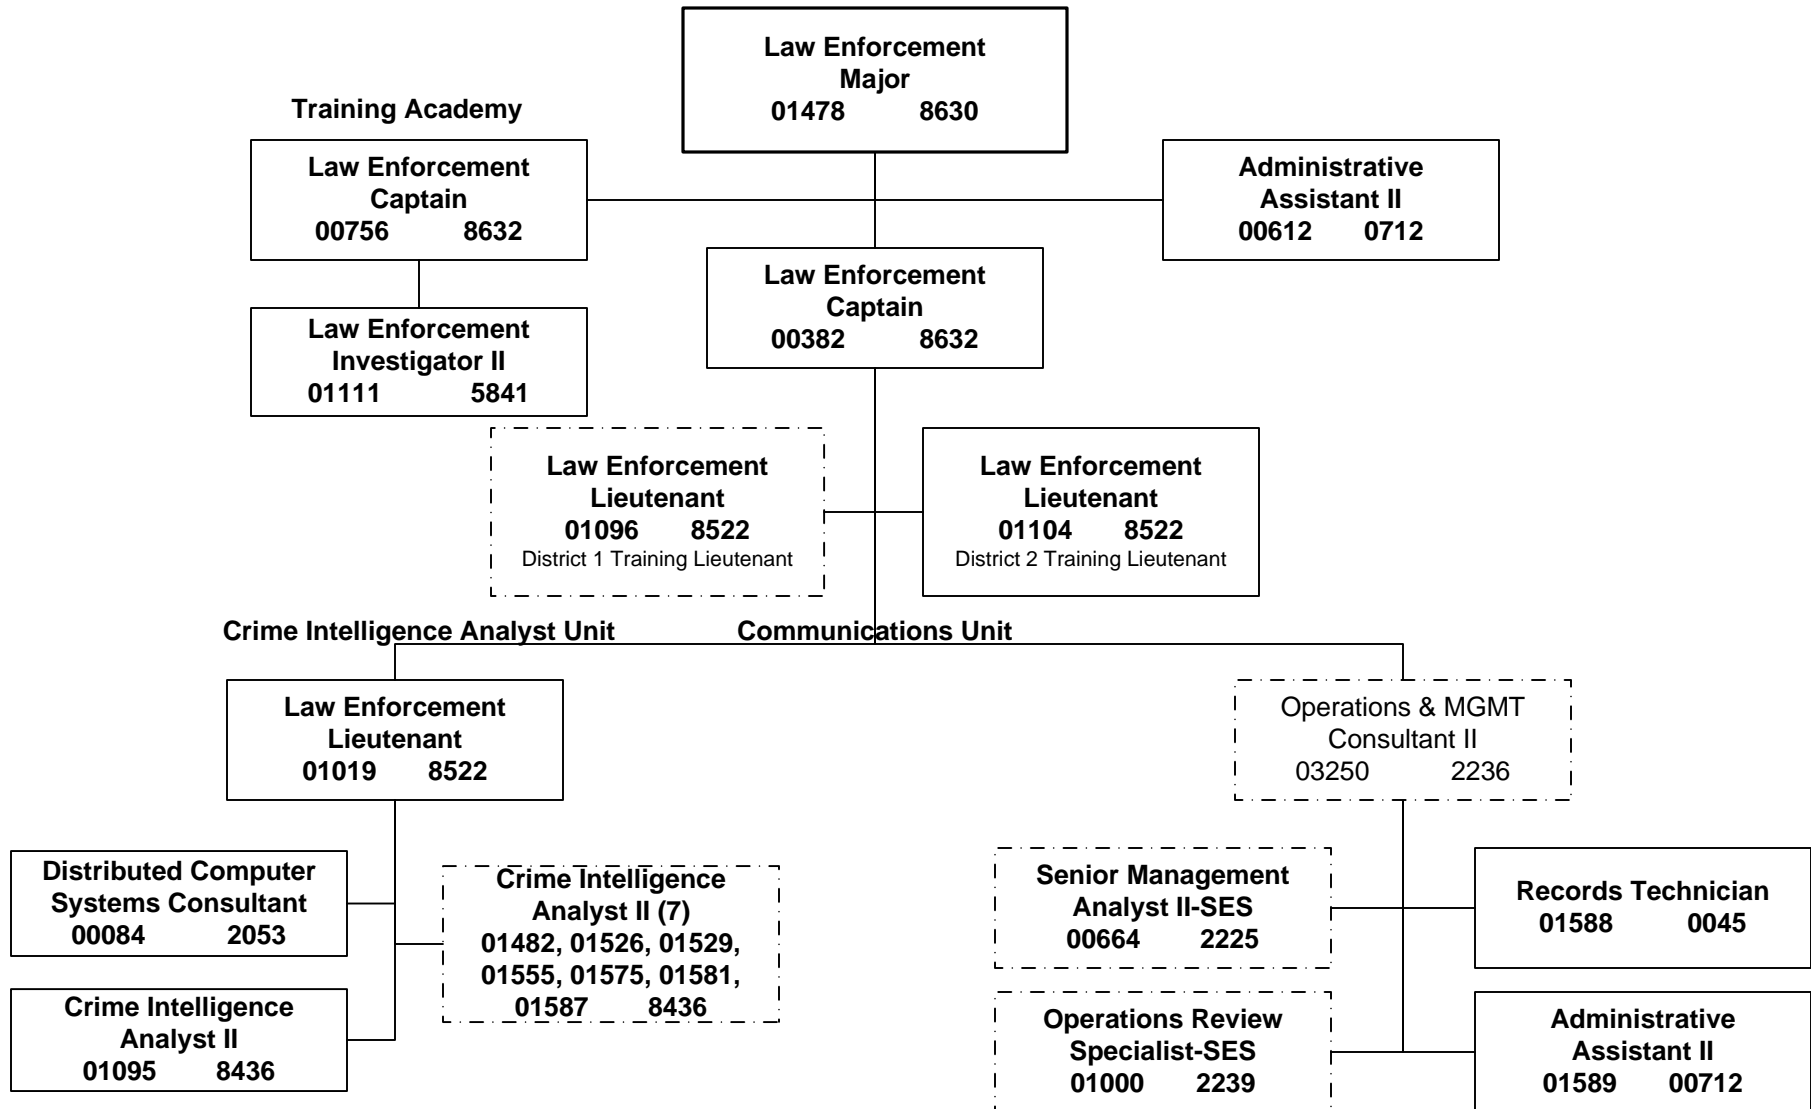 Law Enforcement
Major
01478 8630
Training Academy
Law Enforcement
Captain
00756 8632
Administrative
Assistant II
00612 0712
Law Enforcement
Captain
00382 8632
Law Enforcement
Investigator II
01111 5841
Law Enforcement
Lieutenant
01096 8522
District 1 Training Lieutenant
Law Enforcement
Lieutenant
01104 8522
District 2 Training Lieutenant
Crime Intelligence Analyst Unit
Communications Unit
Law Enforcement
Lieutenant
01019 8522
Operations & MGMT
Consultant II
03250 2236
Distributed Computer
Systems Consultant
00084 2053
Crime Intelligence
Analyst II (7)
01482, 01526, 01529,
01555, 01575, 01581,
01587 8436
Crime Intelligence
Analyst II
01095 8436
Senior Management
Analyst II-SES
00664 2225
Records Technician
01588 0045
Operations Review
Specialist-SES
01000 2239
Administrative
Assistant II
01589 00712